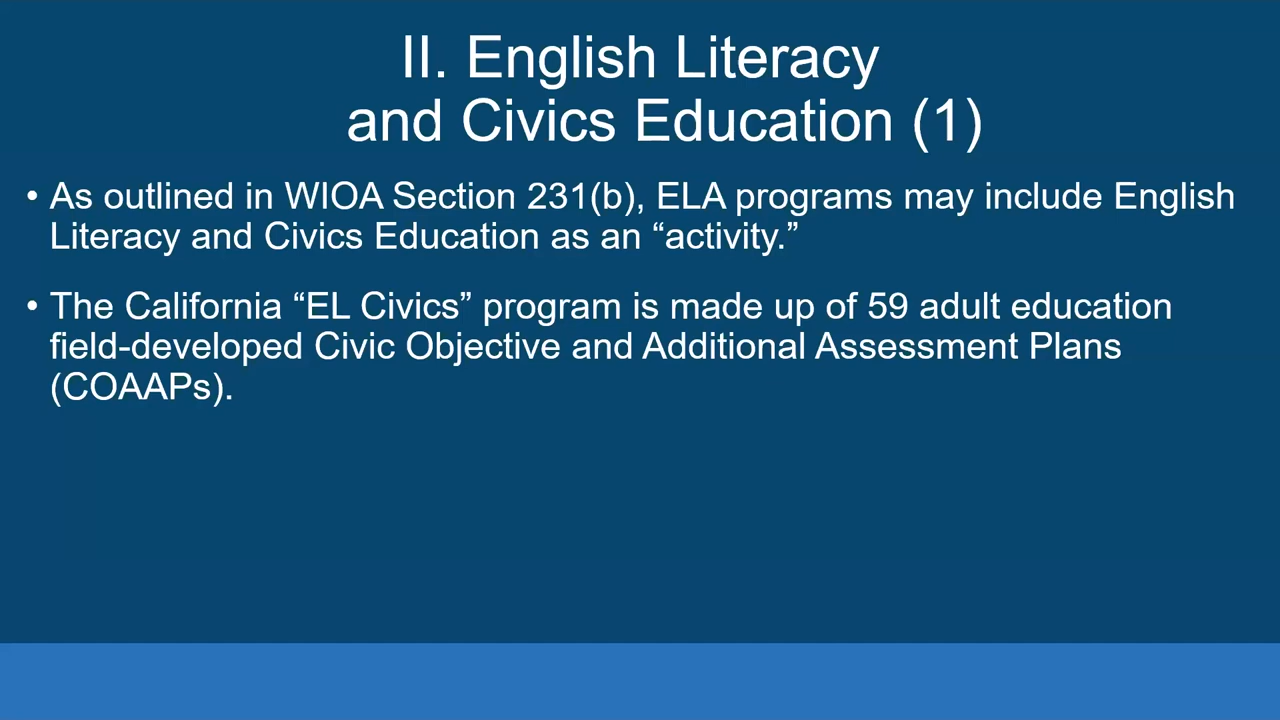 II. English Literacy
and Civics Education (1)
• As outlined in WIOA Section 231(b), ELA programs may include English
Literacy and Civics Education as an “activity.”
• The California “EL Civics” program is made up of 59 adult education
field-developed Civic Objective and Additional Assessment Plans
(COAAPs).